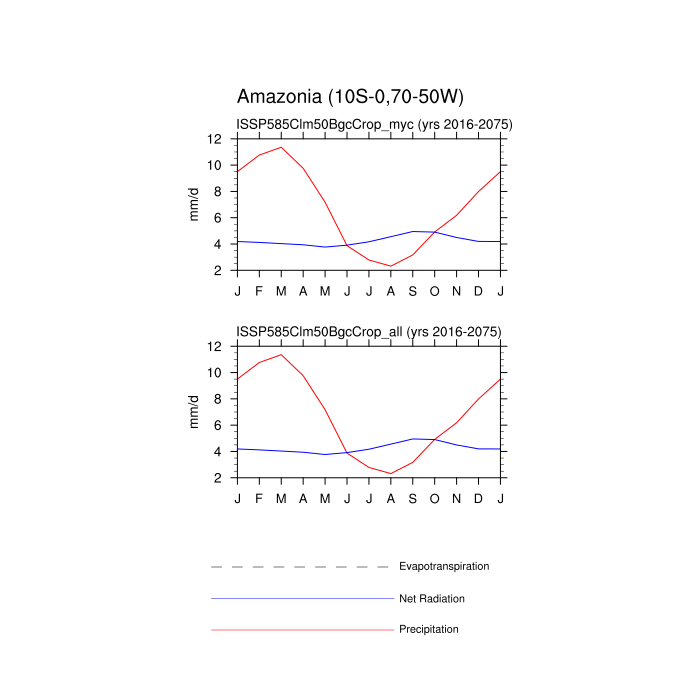 Amazonia (10S-0,70-50W)
ISSP585Clm50BgcCrop_myc (yrs 2016-2075)
12
10
8
6
4
2
mm/d
J F M A M J J A S O N D J
ISSP585Clm50BgcCrop_all (yrs 2016-2075)
12
10
8
6
4
2
mm/d
J F M A M J J A S O N D J
Evapotranspiration
Net Radiation
Precipitation